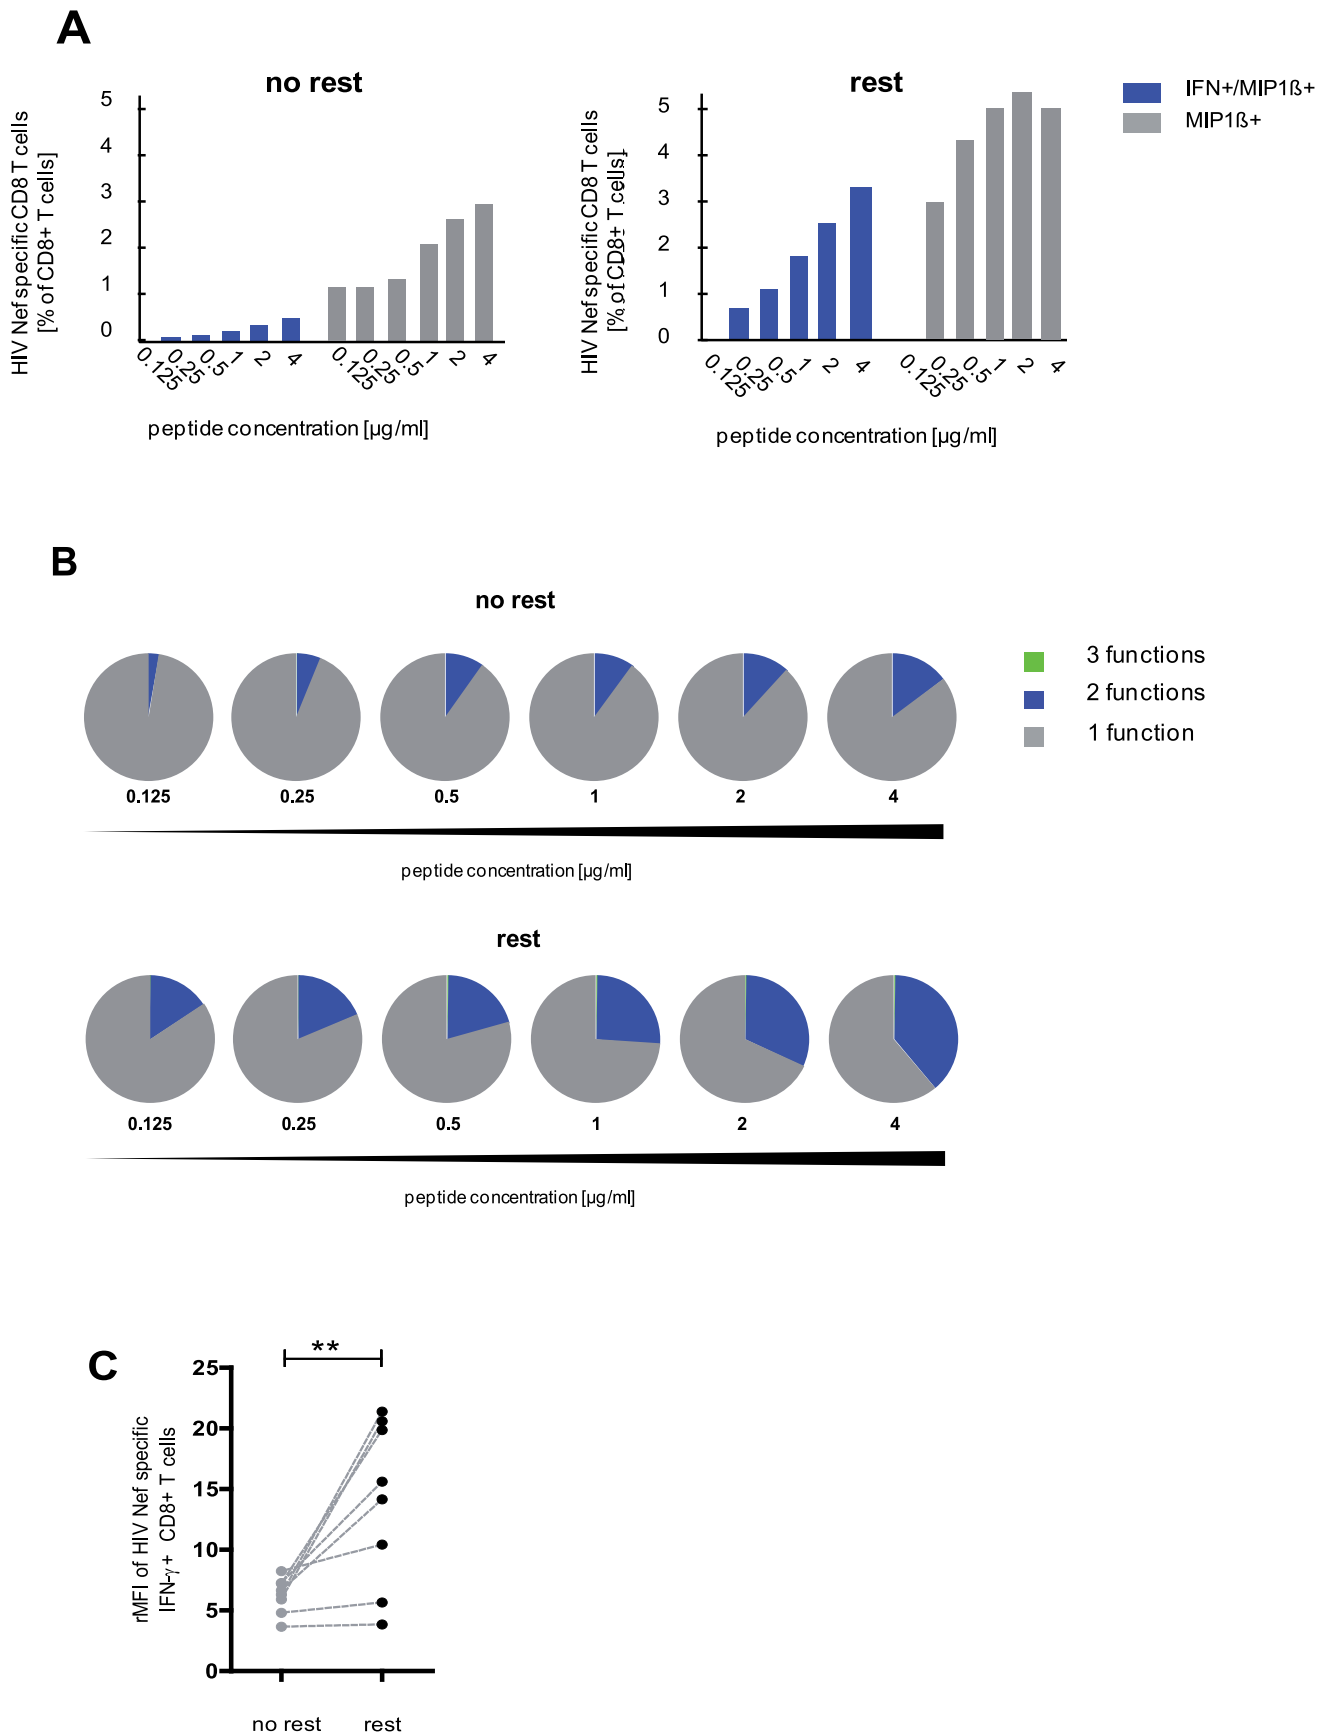 A
no rest
HIV Nef specific CD8 T cells
[% of CD8+ T cells]
5
4
3
2
1
0
0.125
0.25
0.5
1
2
4
0.125
0.25
0.5
1
2
4
peptide concentration [µg/ml]
rest
HIV Nef specific CD8 T cells
[% of CD8+ T cells]
5
4
3
2
1
0
0.125
0.25
0.5
1
2
4
0.125
0.25
0.5
1
2
4
peptide concentration [µg/ml]
IFN+/MIP1ß+
MIP1ß+
B
no rest
0.125
0.25
0.5
1
2
4
peptide concentration [µg/ml]
3 functions
2 functions
1 function
rest
0.125
0.25
0.5
1
2
4
peptide concentration [µg/ml]
C
**
rMFI of HIV Nef specific
IFN-γ+ CD8+ T cells
25
20
15
10
5
0
no rest
rest